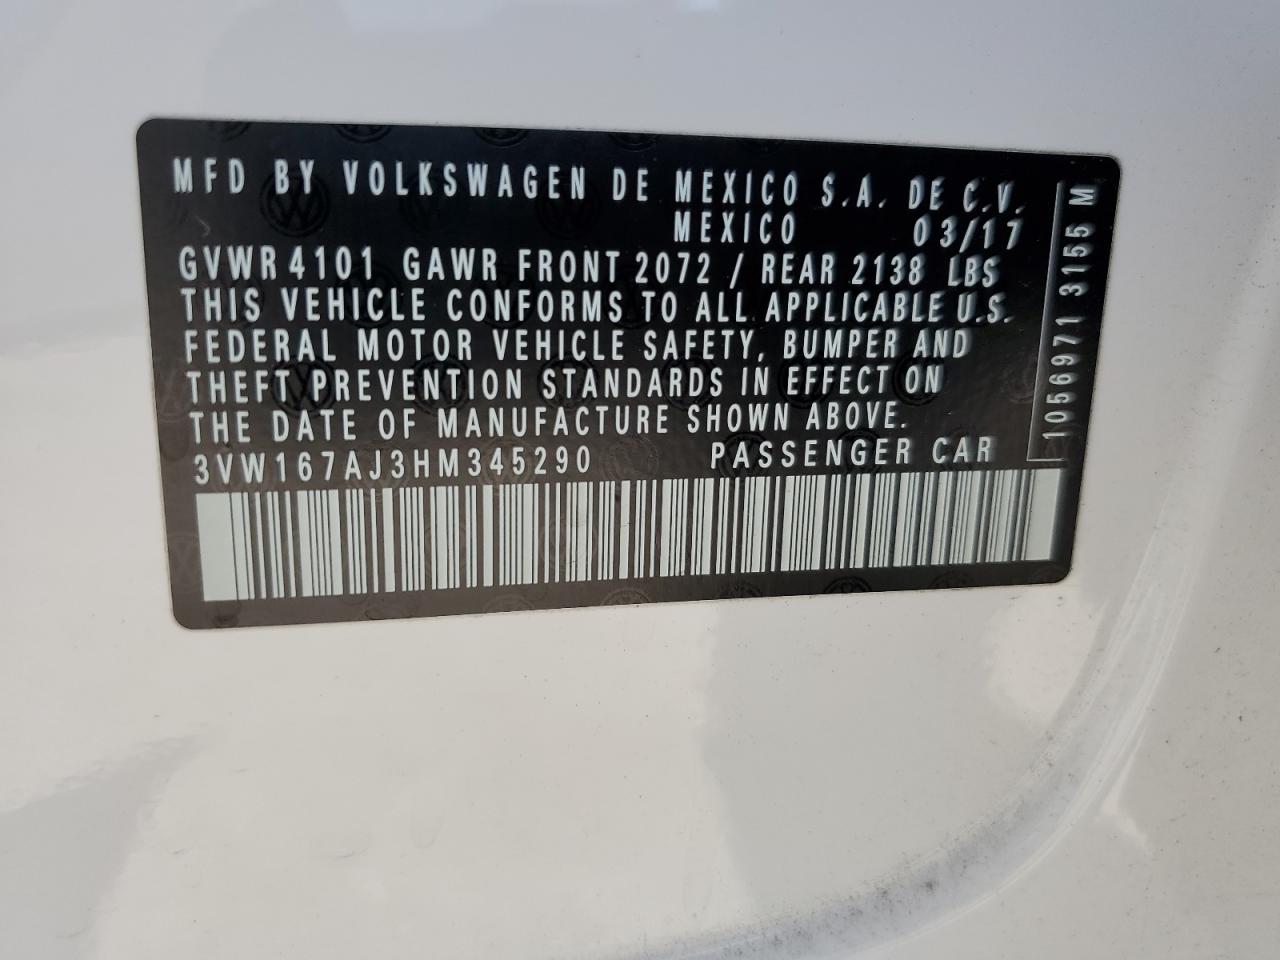 MFD BY VOLKSWAGEN DE MEXICO S.A. DE C.V.
MEXICO 03/17
GVWR 4101 GAWR FRONT 2072 / REAR 2138 LBS
THIS VEHICLE CONFORMS TO ALL APPLICABLE U.S.
FEDERAL MOTOR VEHICLE SAFETY, BUMPER AND
THEFT PREVENTION STANDARDS IN EFFECT ON
THE DATE OF MANUFACTURE SHOWN ABOVE.
3VW167AJ3HM345290 PASSENGER CAR
1056971 3155 M